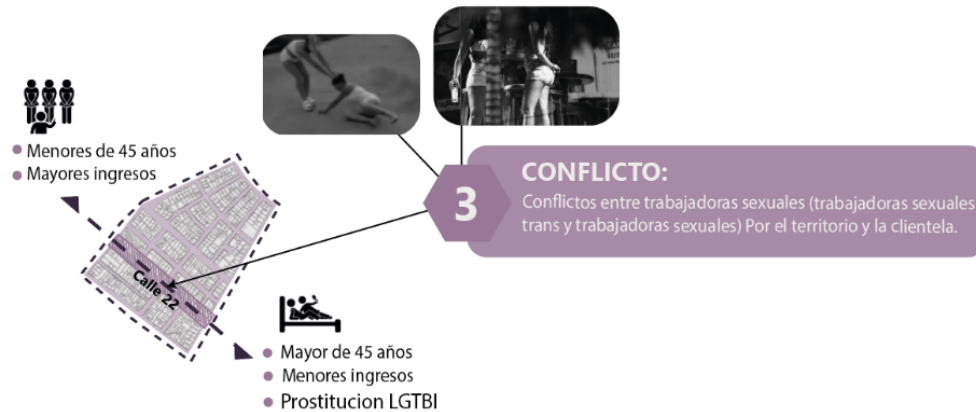 Menores de 45 años
Mayores ingresos
Calle 22
Mayor de 45 años
Menores ingresos
Prostitucion LGTBI
3
CONFLICTO:
Conflictos entre trabajadoras sexuales (trabajadoras sexuales
trans y trabajadoras sexuales) Por el territorio y la clientela.